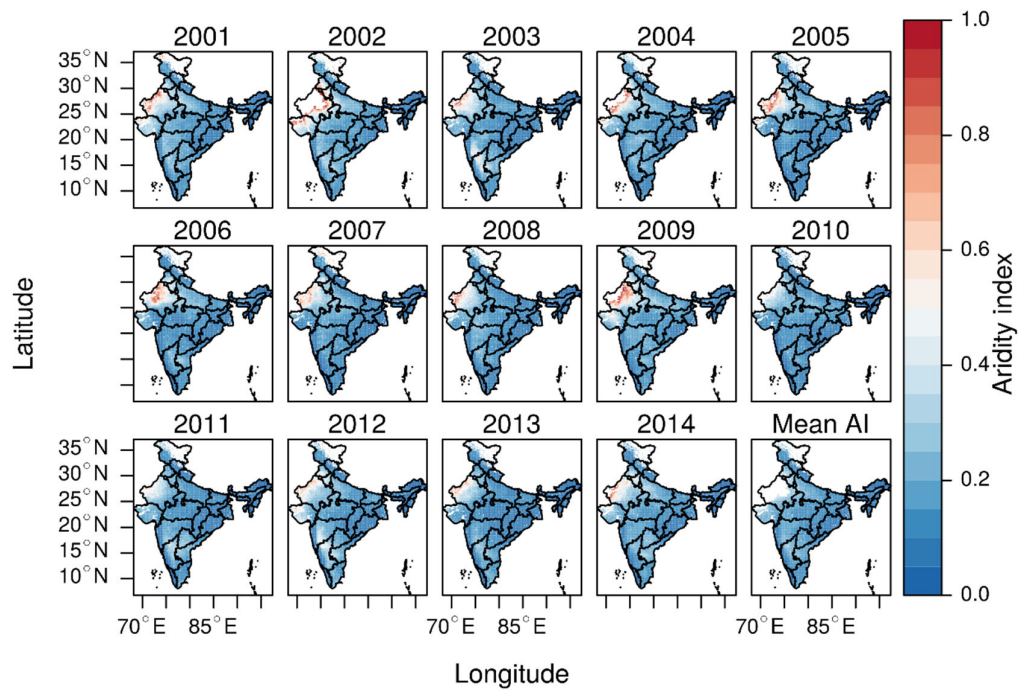 2001 2002 2003 2004 2005
1.0
35°N
30°N
25°N
20°N
15°N
10°N
0.8
2006 2007 2008 2009 2010
0.6
Latitude
Aridity index
0.4
2011 2012 2013 2014 Mean AI
35°N
30°N
25°N
20°N
15°N
10°N
0.2
0.0
70°E 85°E 70°E 85°E 70°E 85°E
Longitude